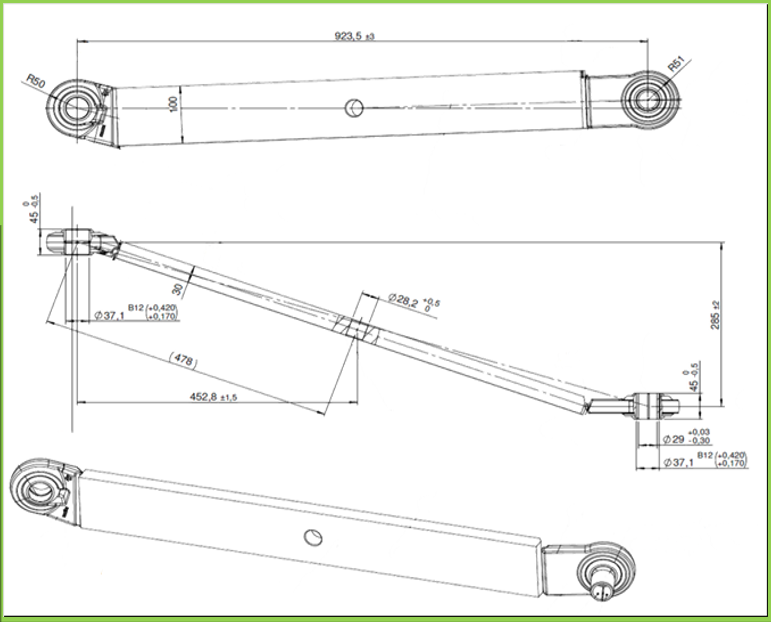 923,5 ±3
R50
R51
100
45 0 -0,5
30
Ø28,2 +0,5 0
285 ±2
Ø37,1 B12 (+0,420 +0,170)
(478)
452,8 ±1,5
45 0 -0,5
Ø29 +0,03 -0,30
Ø37,1 B12 (+0,420 +0,170)